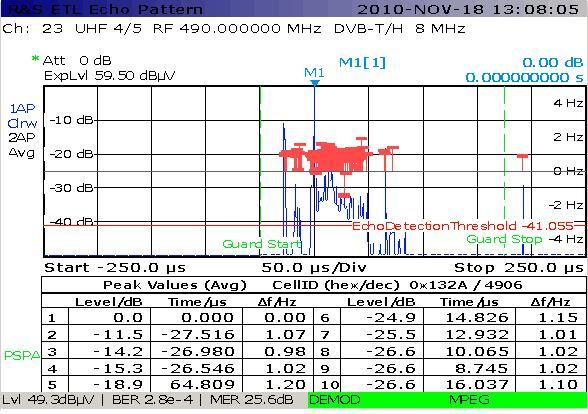 R&S ETL Echo Pattern 2010-NOV-18 13:08:05
Ch: 23 UHF 4/5 RF 490.000000 MHz DVB-T/H 8 MHz
* Att 0 dB 0.00 dB
ExpLvl 59.50 dBµV M1[1] 0.000000000 s
M1
1AP
Clrw
2AP
Avg
-10 dB
-20 dB
-30 dB
-40 dB
4 Hz
2 Hz
0 Hz
-2 Hz
-4 Hz
EchoDetectionThreshold -41.055
Guard Start Guard Stop
Start -250.0 µs 50.0 µs/Div Stop 250.0 µs
Peak Values (Avg) CellID (hex/dec) 0x132A / 4906
Level/dB Time/µs Δf/Hz Level/dB Time/µs Δf/Hz
1 0.0 0.000 0.00 6 -24.9 14.826 1.15
2 -11.5 -27.516 1.07 7 -25.5 12.932 1.01
3 -14.2 -26.980 0.98 8 -26.6 10.065 1.02
4 -15.3 -26.546 1.02 9 -26.6 8.745 1.02
5 -18.9 64.809 1.20 10 -26.6 16.037 1.10
PSPA
Lvl 49.3dBµV | BER 2.8e-4 | MER 25.6dB DEMOD MPEG